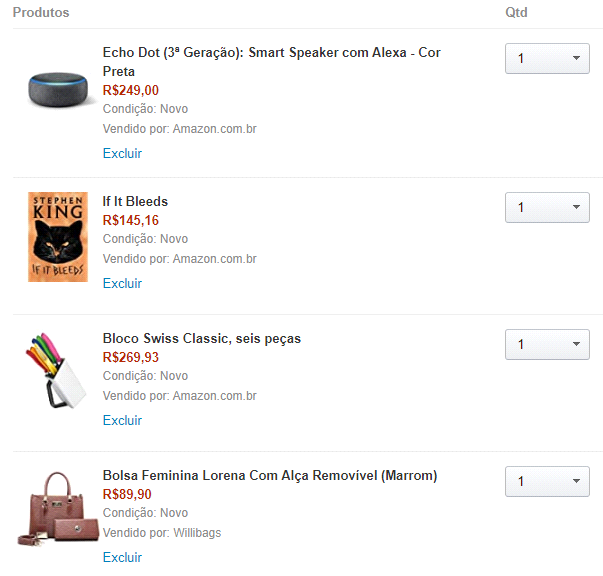 Produtos Qtd
Echo Dot (3ª Geração): Smart Speaker com Alexa - Cor
Preta
R$249,00
Condição: Novo
Vendido por: Amazon.com.br
Excluir
1
STEPHEN
KING
IF IT BLEEDS
If It Bleeds
R$145,16
Condição: Novo
Vendido por: Amazon.com.br
Excluir
1
Bloco Swiss Classic, seis peças
R$269,93
Condição: Novo
Vendido por: Amazon.com.br
Excluir
1
Bolsa Feminina Lorena Com Alça Removível (Marrom)
R$89,90
Condição: Novo
Vendido por: Willibags
Excluir
1